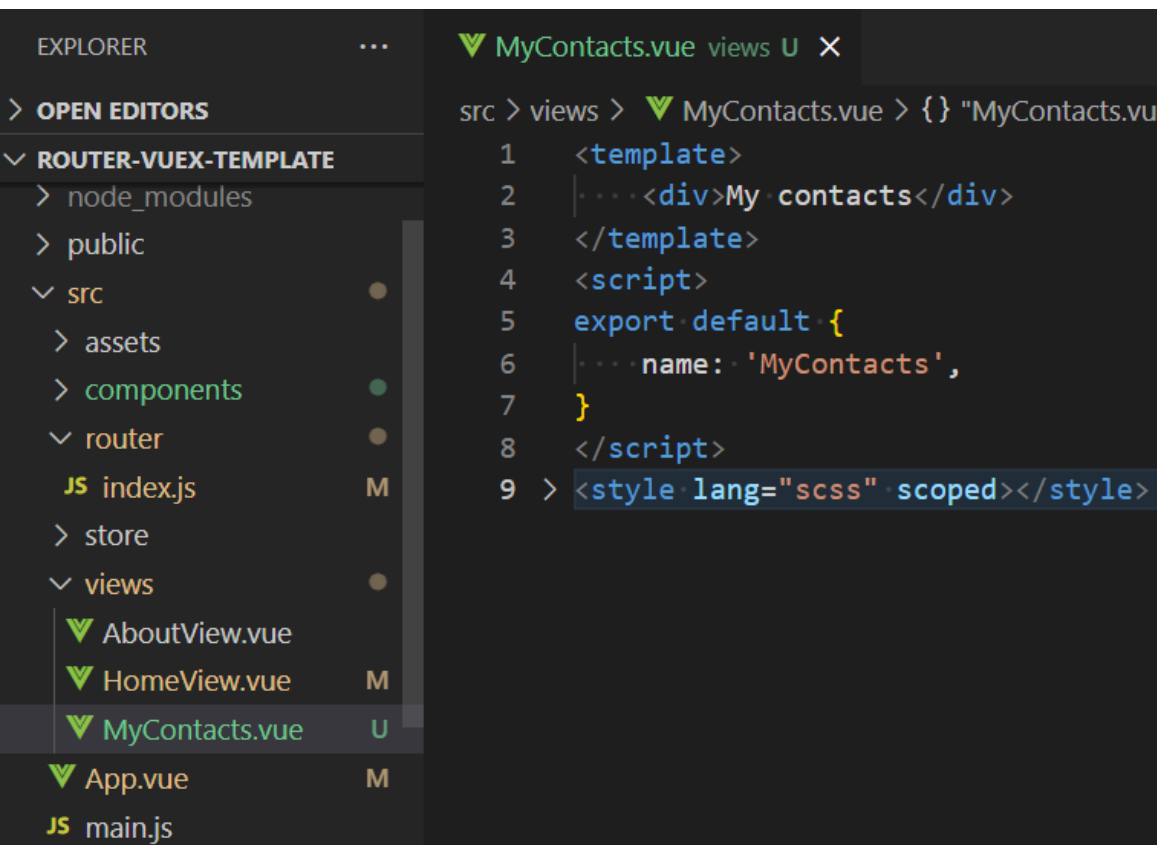 EXPLORER ...
OPEN EDITORS
ROUTER-VUEX-TEMPLATE
node_modules
public
src
assets
components
router
JS index.js M
store
views
AboutView.vue
HomeView.vue M
MyContacts.vue U
App.vue M
JS main.js
MyContacts.vue views U ×
src > views > MyContacts.vue > {} "MyContacts.vu
1 <template>
2 <div>My contacts</div>
3 </template>
4 <script>
5 export default {
6 name: 'MyContacts',
7 }
8 </script>
9 > <style lang="scss" scoped></style>